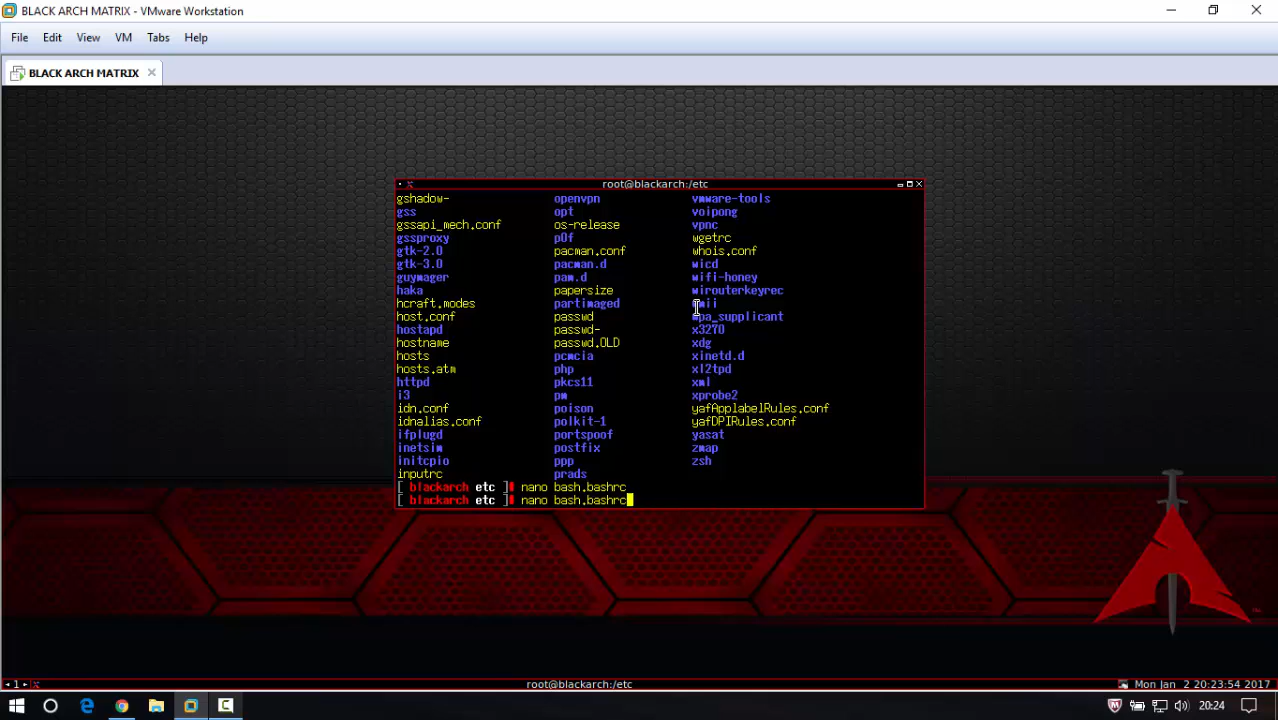 BLACK ARCH MATRIX - VMware Workstation
File Edit View VM Tabs Help
BLACK ARCH MATRIX
root@blackarch:/etc
gshadow- openvpn vmware-tools
gss opt voipong
gssapi_mech.conf os-release vpnc
gssproxy p0f wgetrc
gtk-2.0 pacman.conf whois.conf
gtk-3.0 pacman.d wicd
guymager pam.d wifi-honey
haka papersize wirouterkeyrec
hcraft.modes partimaged
host.conf passwd wpa_supplicant
hostapd passwd- x3270
hostname passwd.OLD xdg
hosts pcmcia xinetd.d
hosts.atm php xl2tpd
httpd pkcs11 xml
i3 pm xprobe2
idn.conf poison yafApplabelRules.conf
idnalias.conf polkit-1 yafDPIRules.conf
ifplugd portspoof yasat
inetsim postfix zmap
initcpio ppp zsh
inputrc prads
[ blackarch etc ]# nano bash.bashrc
[ blackarch etc ]# nano bash.bashrc
1 root@blackarch:/etc Mon Jan 2 20:23:54 2017
20:24